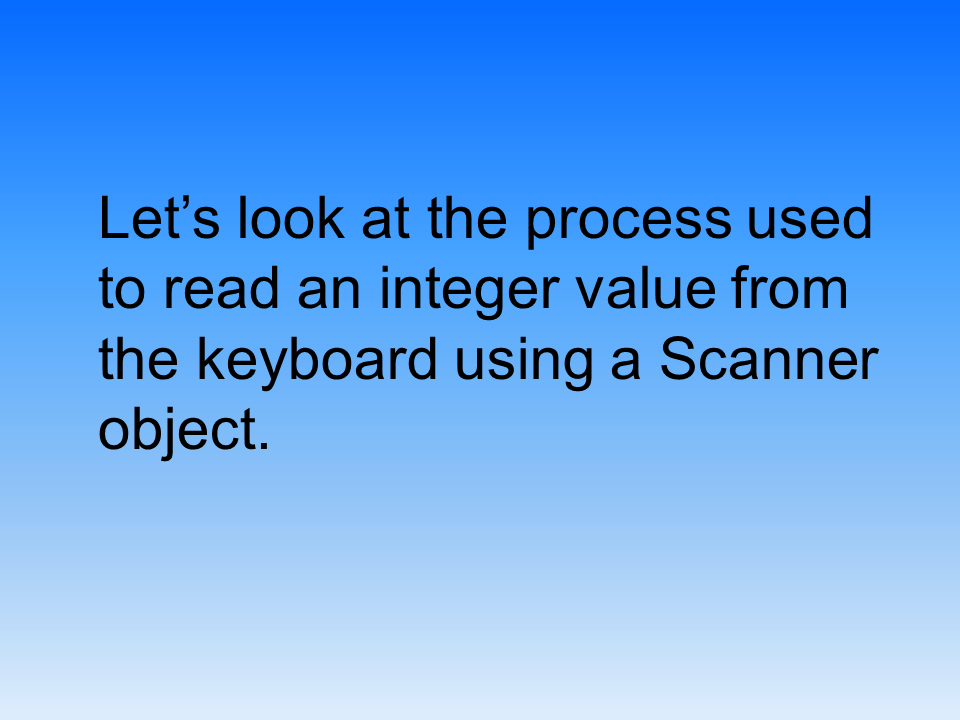 Let’s look at the process used
to read an integer value from
the keyboard using a Scanner
object.